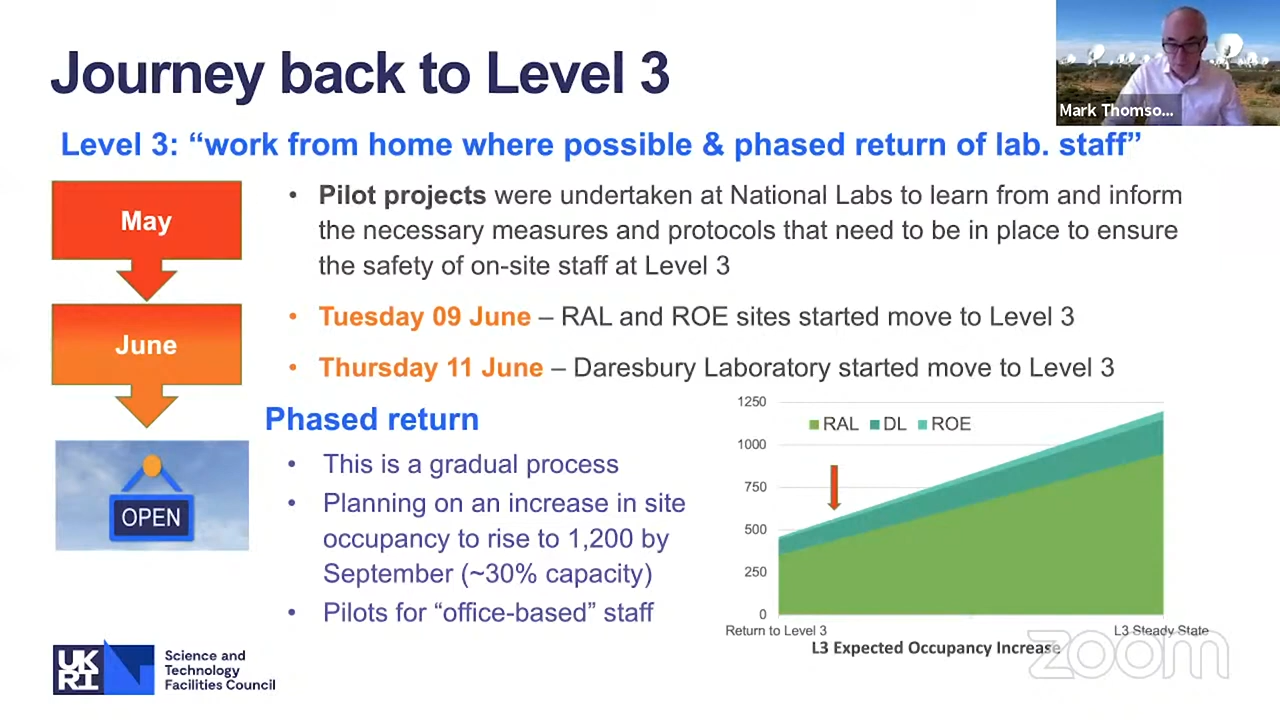 Journey back to Level 3
Mark Thomso...
Level 3: “work from home where possible & phased return of lab. staff”
May
• Pilot projects were undertaken at National Labs to learn from and inform
the necessary measures and protocols that need to be in place to ensure
the safety of on-site staff at Level 3
June
• Tuesday 09 June – RAL and ROE sites started move to Level 3
• Thursday 11 June – Daresbury Laboratory started move to Level 3
OPEN
Phased return
• This is a gradual process
• Planning on an increase in site
occupancy to rise to 1,200 by
September (~30% capacity)
• Pilots for “office-based” staff
1250
1000
750
500
250
0
RAL DL ROE
Return to Level 3
L3 Steady State
L3 Expected Occupancy Increase
zoom
UK
RI
Science and
Technology
Facilities Council